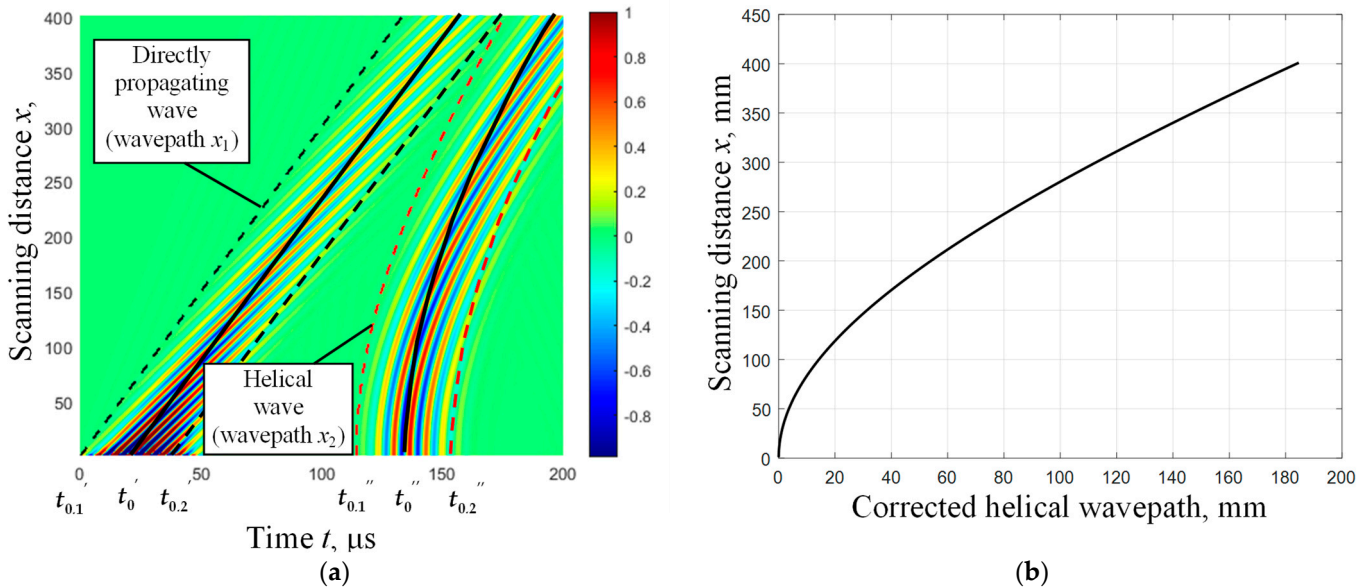 400
350
300
250
200
150
100
50
Scanning distance x,
Directly
propagating
wave
(wavepath x₁)
Helical
wave
(wavepath x₂)
0 50 100 150 200
t₀.₁′ t₀′ t₀.₂′ t₀.₁″ t₀″ t₀.₂″
Time t, μs
1
0.8
0.6
0.4
0.2
0
-0.2
-0.4
-0.6
-0.8
(a)
450
400
350
300
250
200
150
100
50
0
Scanning distance x, mm
0 20 40 60 80 100 120 140 160 180 200
Corrected helical wavepath, mm
(b)